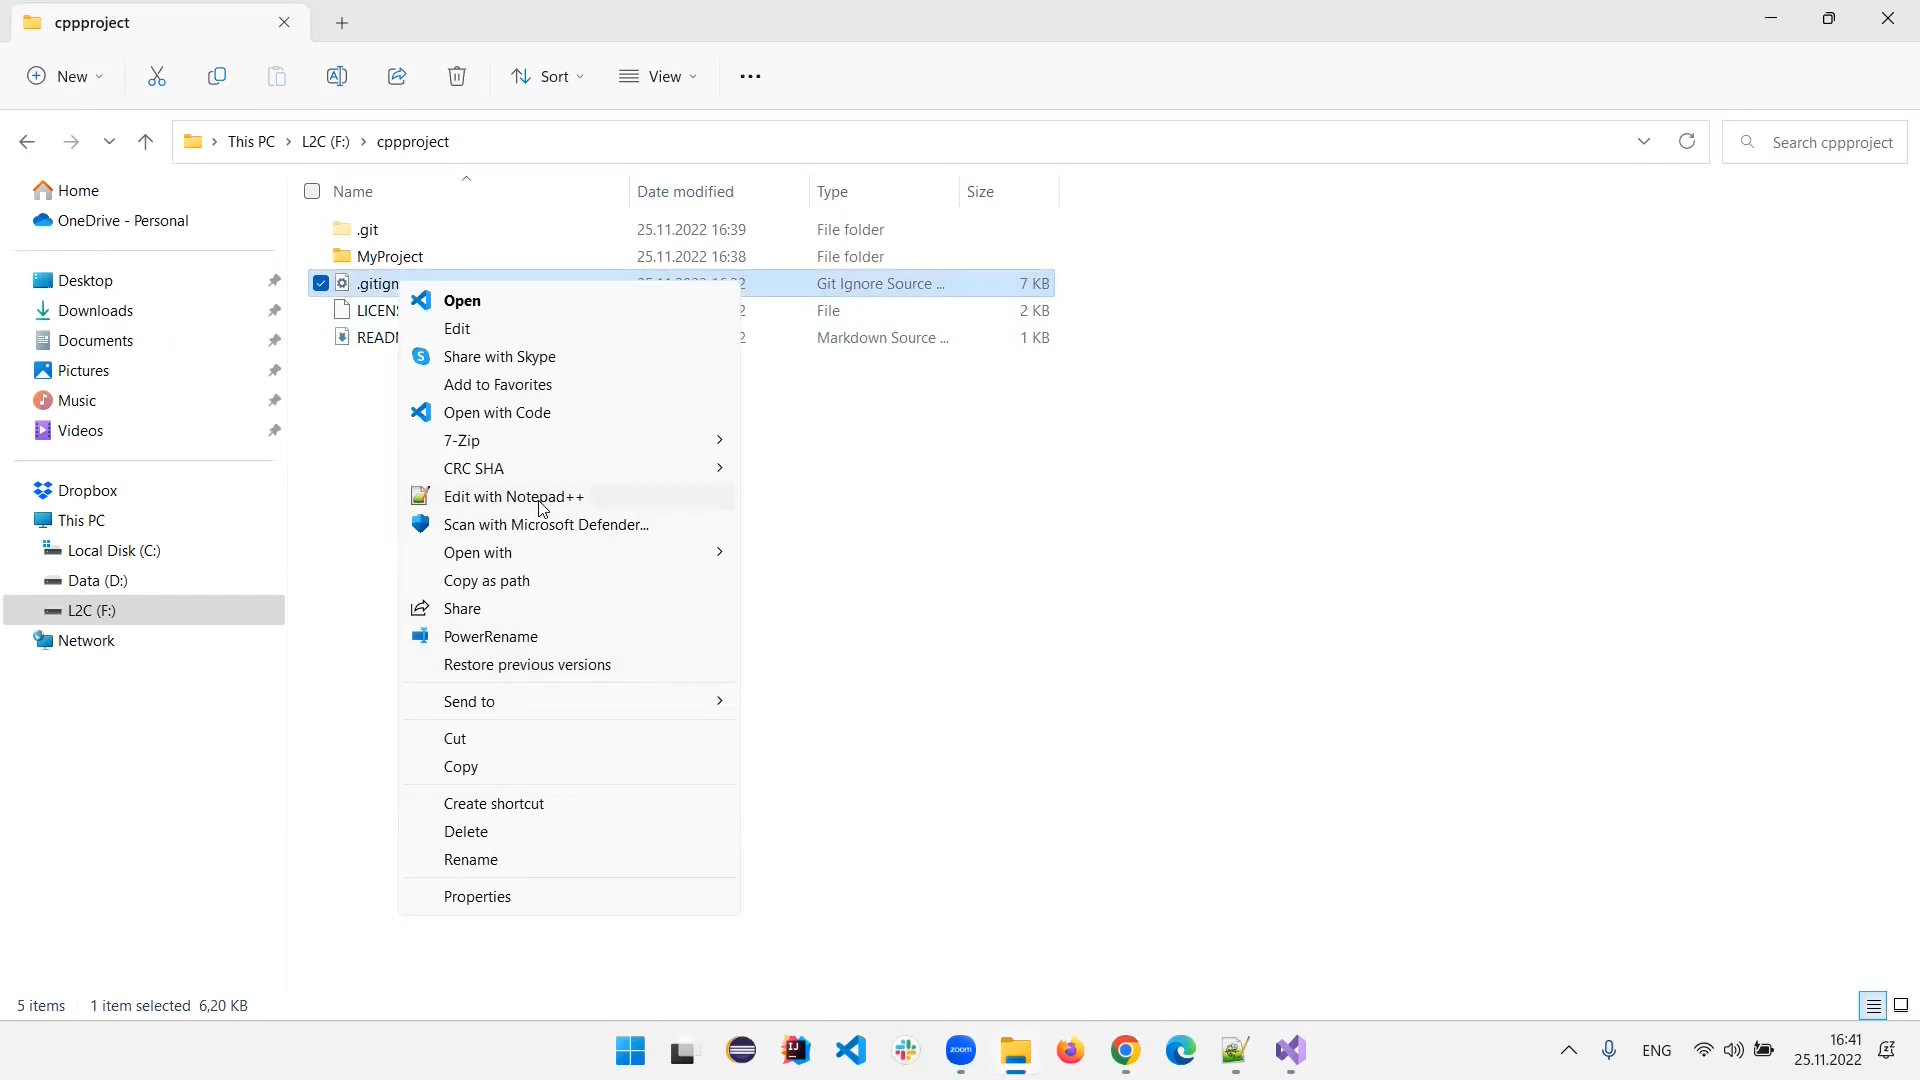 cppproject
New
Sort
View
This PC
L2C (F:)
cppproject
Search cppproject
Name
Date modified
Type
Size
Home
OneDrive - Personal
Desktop
Downloads
Documents
Pictures
Music
Videos
Dropbox
This PC
Local Disk (C:)
Data (D:)
L2C (F:)
Network
.git 25.11.2022 16:39 File folder
MyProject 25.11.2022 16:38 File folder
.gitign Git Ignore Source ... 7 KB
LICENS 2 File 2 KB
READ 2 Markdown Source ... 1 KB
Open
Edit
Share with Skype
Add to Favorites
Open with Code
7-Zip
CRC SHA
Edit with Notepad++
Scan with Microsoft Defender...
Open with
Copy as path
Share
PowerRename
Restore previous versions
Send to
Cut
Copy
Create shortcut
Delete
Rename
Properties
5 items
1 item selected 6,20 KB
zoom
ENG
16:41
25.11.2022